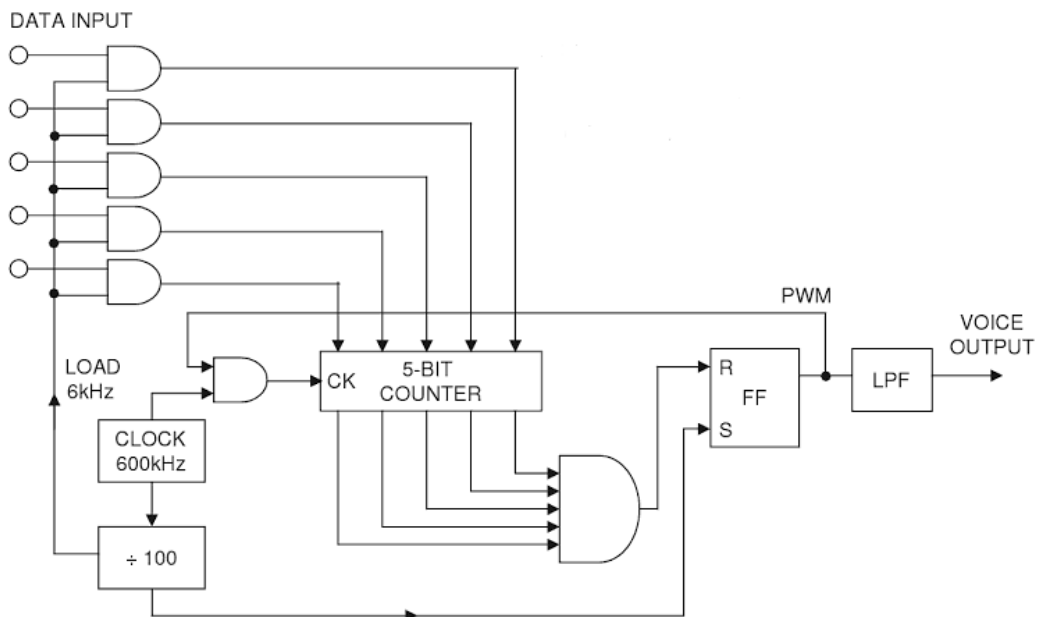 DATA INPUT
PWM
VOICE
OUTPUT
LOAD
6kHz
CK
5-BIT
COUNTER
R
FF
S
LPF
CLOCK
600kHz
÷ 100